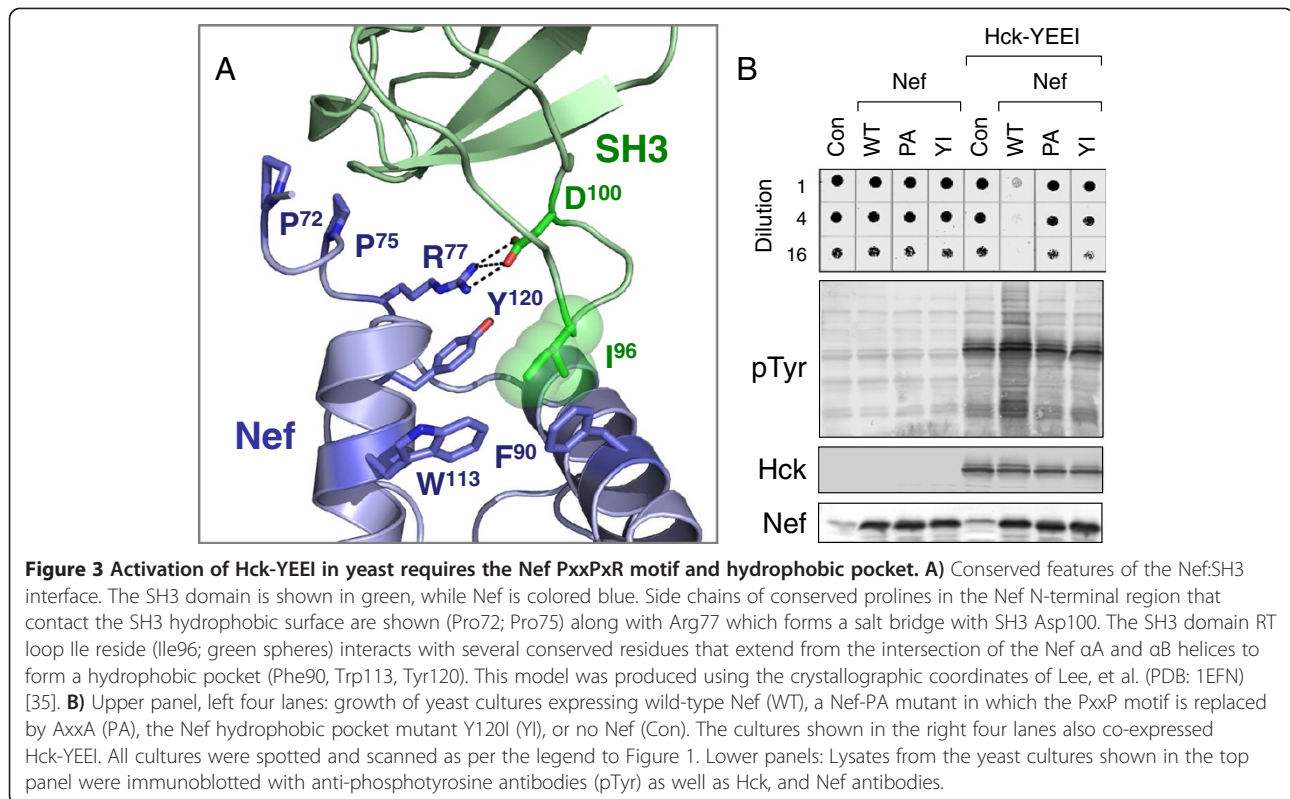 A
SH3
D100
P72
P75
R77
Y120
I96
Nef
F90
W113
B
Hck-YEEI
Nef
Nef
Con
WT
PA
YI
Con
WT
PA
YI
Dilution
1
4
16
pTyr
Hck
Nef
Figure 3 Activation of Hck-YEEI in yeast requires the Nef PxxPxR motif and hydrophobic pocket. A) Conserved features of the Nef:SH3
interface. The SH3 domain is shown in green, while Nef is colored blue. Side chains of conserved prolines in the Nef N-terminal region that
contact the SH3 hydrophobic surface are shown (Pro72; Pro75) along with Arg77 which forms a salt bridge with SH3 Asp100. The SH3 domain RT
loop Ile reside (Ile96; green spheres) interacts with several conserved residues that extend from the intersection of the Nef αA and αB helices to
form a hydrophobic pocket (Phe90, Trp113, Tyr120). This model was produced using the crystallographic coordinates of Lee, et al. (PDB: 1EFN)
[35]. B) Upper panel, left four lanes: growth of yeast cultures expressing wild-type Nef (WT), a Nef-PA mutant in which the PxxP motif is replaced
by AxxA (PA), the Nef hydrophobic pocket mutant Y120I (YI), or no Nef (Con). The cultures shown in the right four lanes also co-expressed
Hck-YEEI. All cultures were spotted and scanned as per the legend to Figure 1. Lower panels: Lysates from the yeast cultures shown in the top
panel were immunoblotted with anti-phosphotyrosine antibodies (pTyr) as well as Hck, and Nef antibodies.